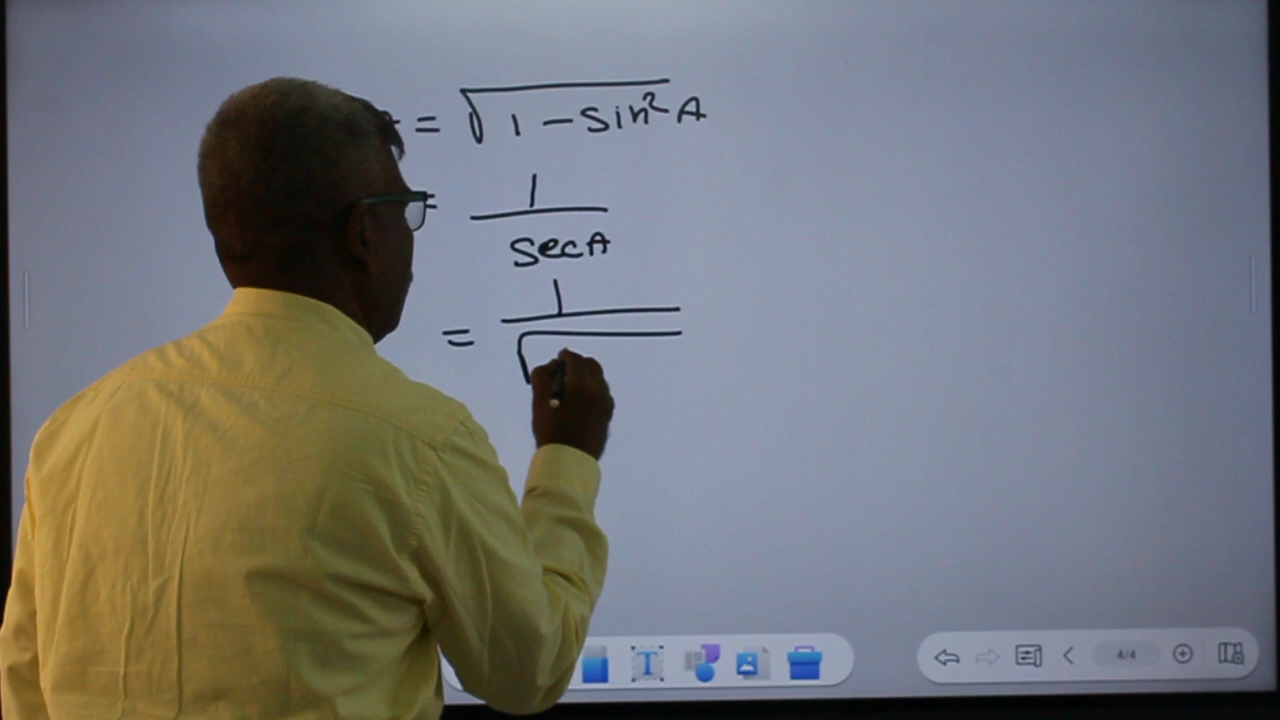 = √1 - Sin²A
= 1
SecA
= 1
√
T
4/4